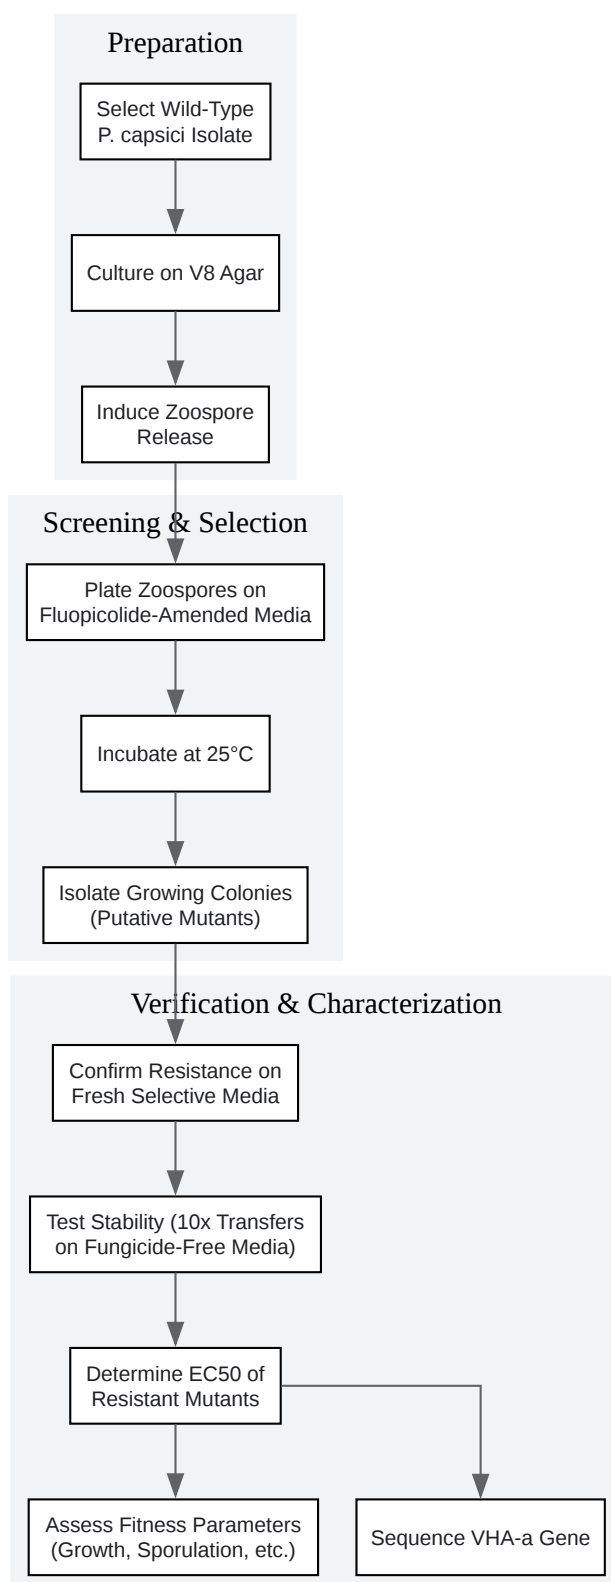 Preparation
Select Wild-Type
P. capsici Isolate
Culture on V8 Agar
Induce Zoospore
Release
Screening & Selection
Plate Zoospores on
Fluopicolide-Amended Media
Incubate at 25°C
Isolate Growing Colonies
(Putative Mutants)
Verification & Characterization
Confirm Resistance on
Fresh Selective Media
Test Stability (10x Transfers
on Fungicide-Free Media)
Determine EC50 of
Resistant Mutants
Assess Fitness Parameters
(Growth, Sporulation, etc.)
Sequence VHA-a Gene